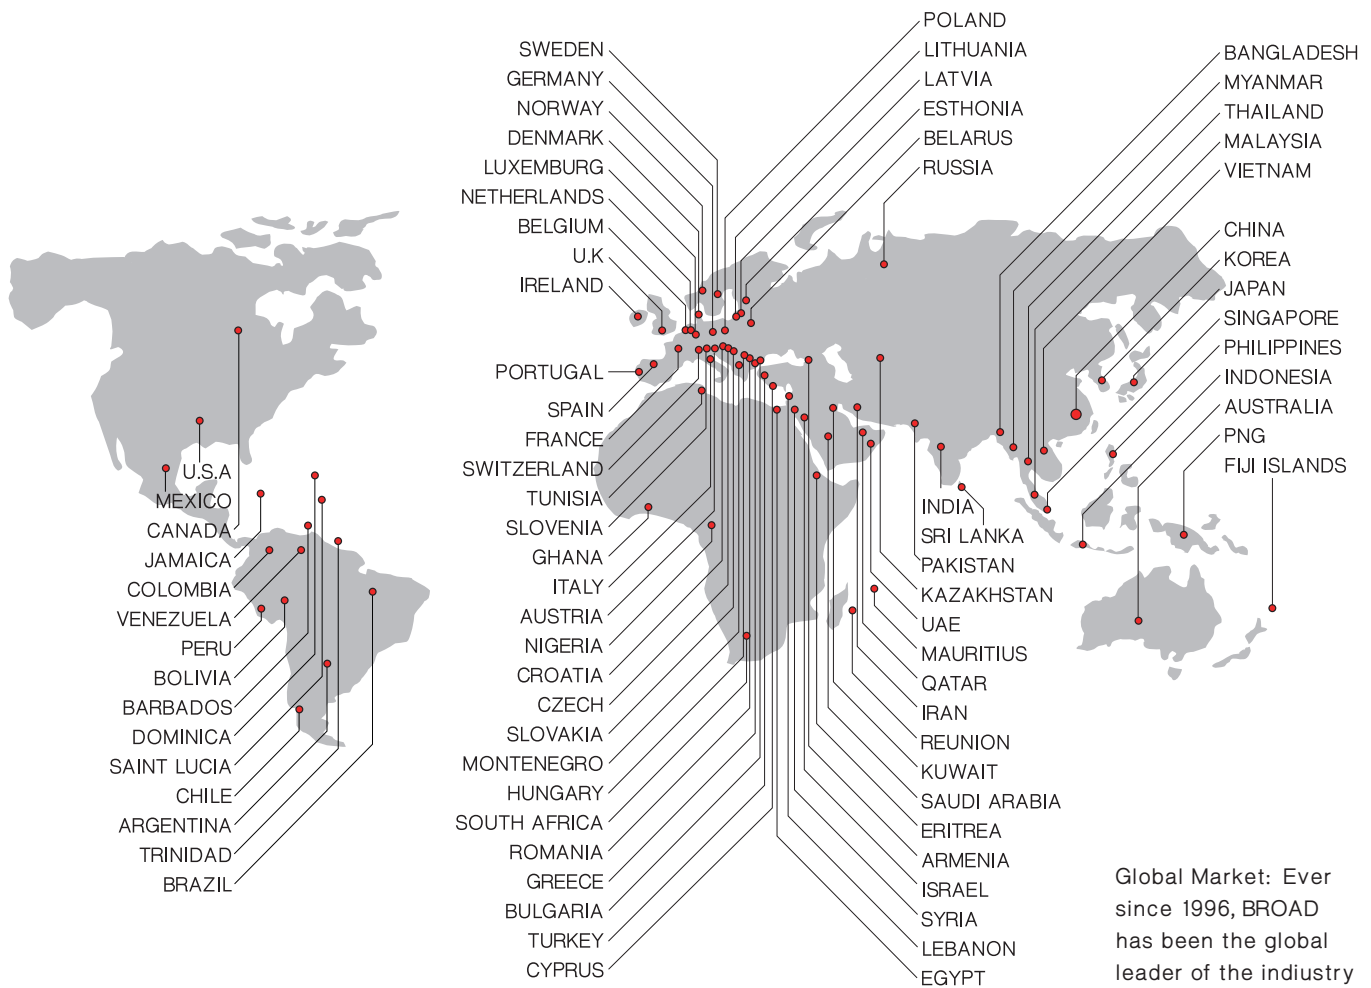 POLAND
LITHUANIA
LATVIA
ESTHONIA
BELARUS
RUSSIA
SWEDEN
GERMANY
NORWAY
DENMARK
LUXEMBURG
NETHERLANDS
BELGIUM
U.K
IRELAND
PORTUGAL
SPAIN
FRANCE
SWITZERLAND
TUNISIA
SLOVENIA
GHANA
ITALY
AUSTRIA
NIGERIA
CROATIA
CZECH
SLOVAKIA
MONTENEGRO
HUNGARY
SOUTH AFRICA
ROMANIA
GREECE
BULGARIA
TURKEY
CYPRUS
BANGLADESH
MYANMAR
THAILAND
MALAYSIA
VIETNAM
CHINA
KOREA
JAPAN
SINGAPORE
PHILIPPINES
INDONESIA
AUSTRALIA
PNG
FIJI ISLANDS
U.S.A
MEXICO
CANADA
JAMAICA
COLOMBIA
VENEZUELA
PERU
BOLIVIA
BARBADOS
DOMINICA
SAINT LUCIA
CHILE
ARGENTINA
TRINIDAD
BRAZIL
INDIA
SRI LANKA
PAKISTAN
KAZAKHSTAN
UAE
MAURITIUS
QATAR
IRAN
REUNION
KUWAIT
SAUDI ARABIA
ERITREA
ARMENIA
ISRAEL
SYRIA
LEBANON
EGYPT
Global Market: Ever
since 1996, BROAD
has been the global
leader of the indiustry